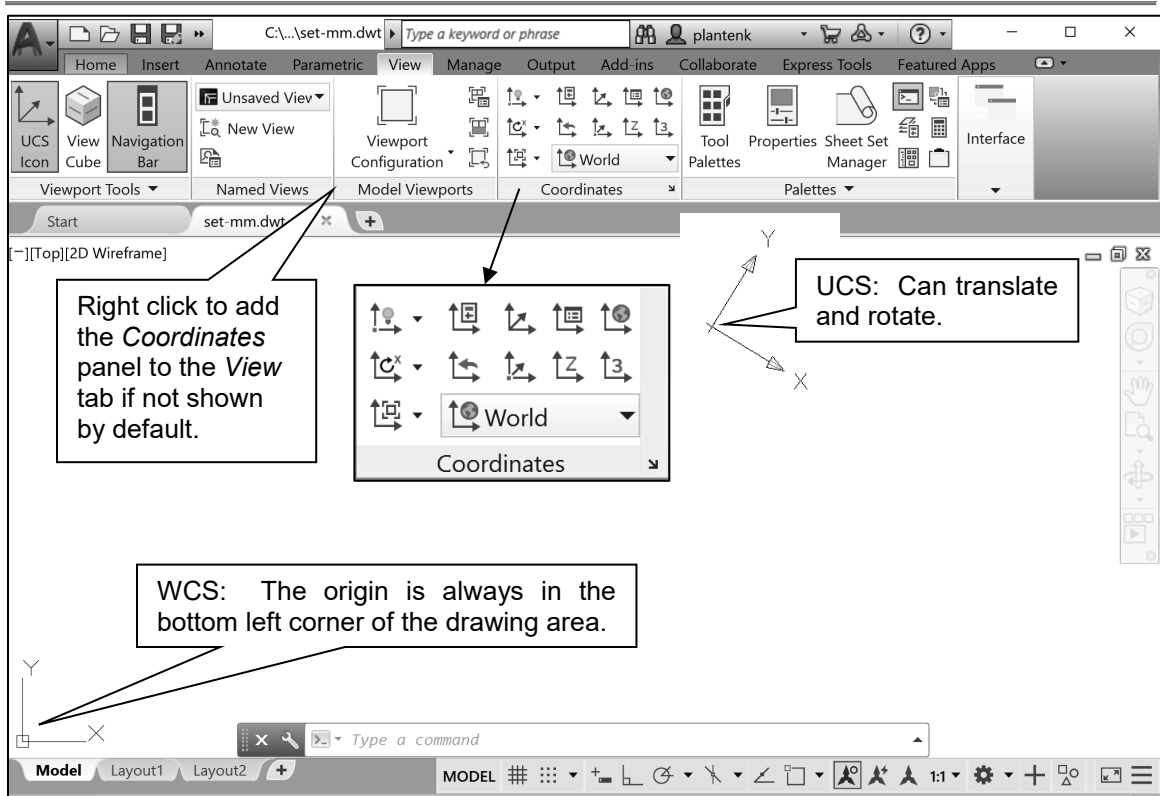 A
C:\...\set-mm.dwt Type a keyword or phrase plantenk ?
Home Insert Annotate Parametric View Manage Output Add-ins Collaborate Express Tools Featured Apps
UCS Icon
View Cube
Navigation Bar
Unsaved View
New View
Viewport Configuration
World
Tool Palettes
Properties
Sheet Set Manager
Interface
Viewport Tools Named Views Model Viewports Coordinates Palettes
Start set-mm.dwt
[−][Top][2D Wireframe]
Right click to add
the Coordinates
panel to the View
tab if not shown
by default.
World
Coordinates
Y
X
UCS: Can translate
and rotate.
WCS: The origin is always in the
bottom left corner of the drawing area.
Y
X
Type a command
Model Layout1 Layout2 +
MODEL 1:1